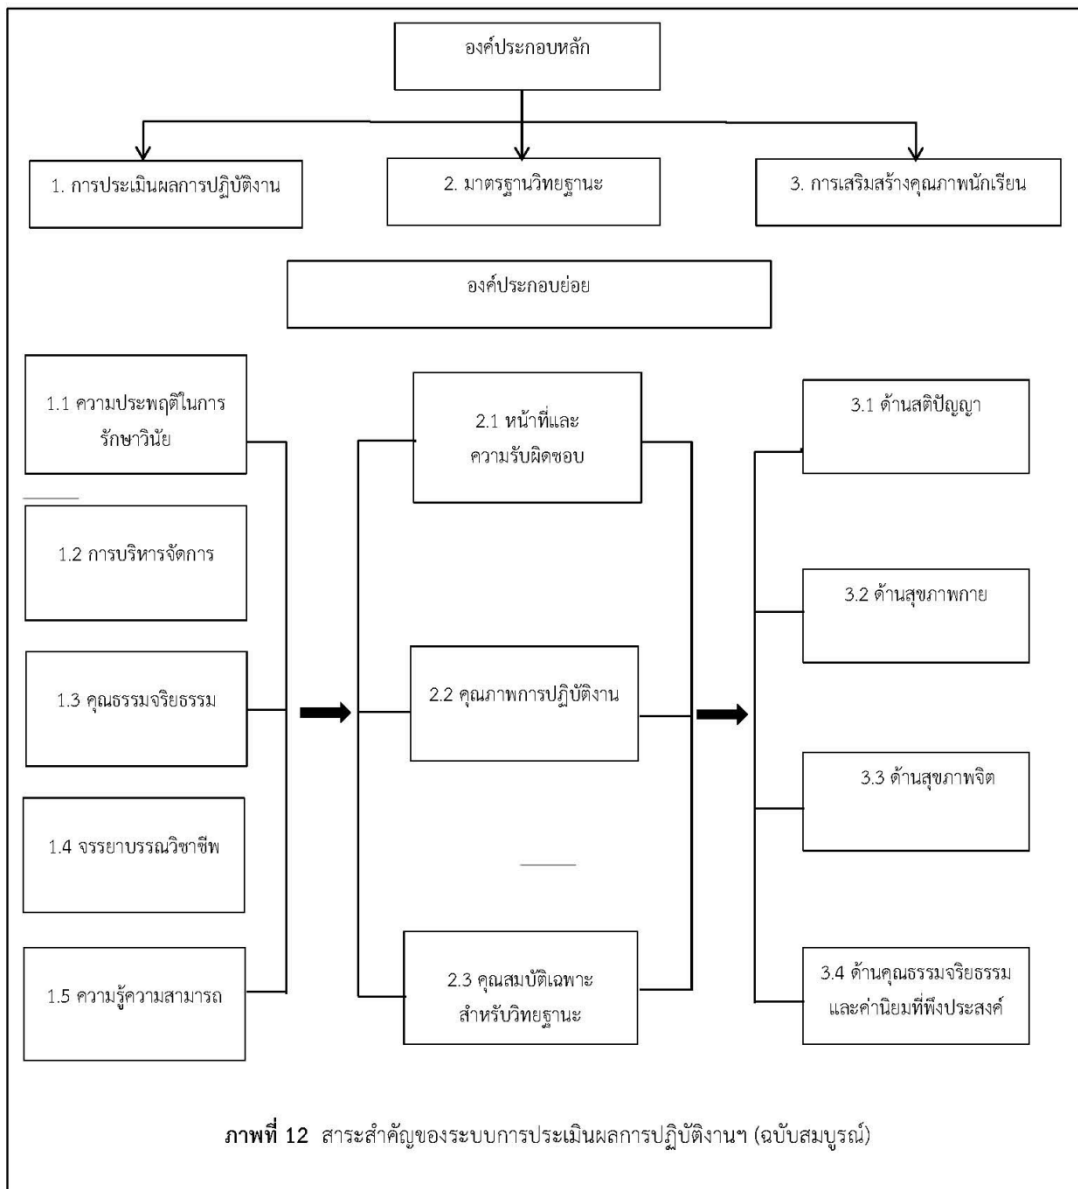 องค์ประกอบหลัก
1. การประเมินผลการปฏิบัติงาน
2. มาตรฐานวิทยฐานะ
3. การเสริมสร้างคุณภาพนักเรียน
องค์ประกอบย่อย
1.1 ความประพฤติในการ
รักษาวินัย
1.2 การบริหารจัดการ
1.3 คุณธรรมจริยธรรม
1.4 จรรยาบรรณวิชาชีพ
1.5 ความรู้ความสามารถ
2.1 หน้าที่และ
ความรับผิดชอบ
2.2 คุณภาพการปฏิบัติงาน
2.3 คุณสมบัติเฉพาะ
สำหรับวิทยฐานะ
3.1 ด้านสติปัญญา
3.2 ด้านสุขภาพกาย
3.3 ด้านสุขภาพจิต
3.4 ด้านคุณธรรมจริยธรรม
และค่านิยมที่พึงประสงค์
ภาพที่ 12 สาระสำคัญของระบบการประเมินผลการปฏิบัติงานฯ (ฉบับสมบูรณ์)